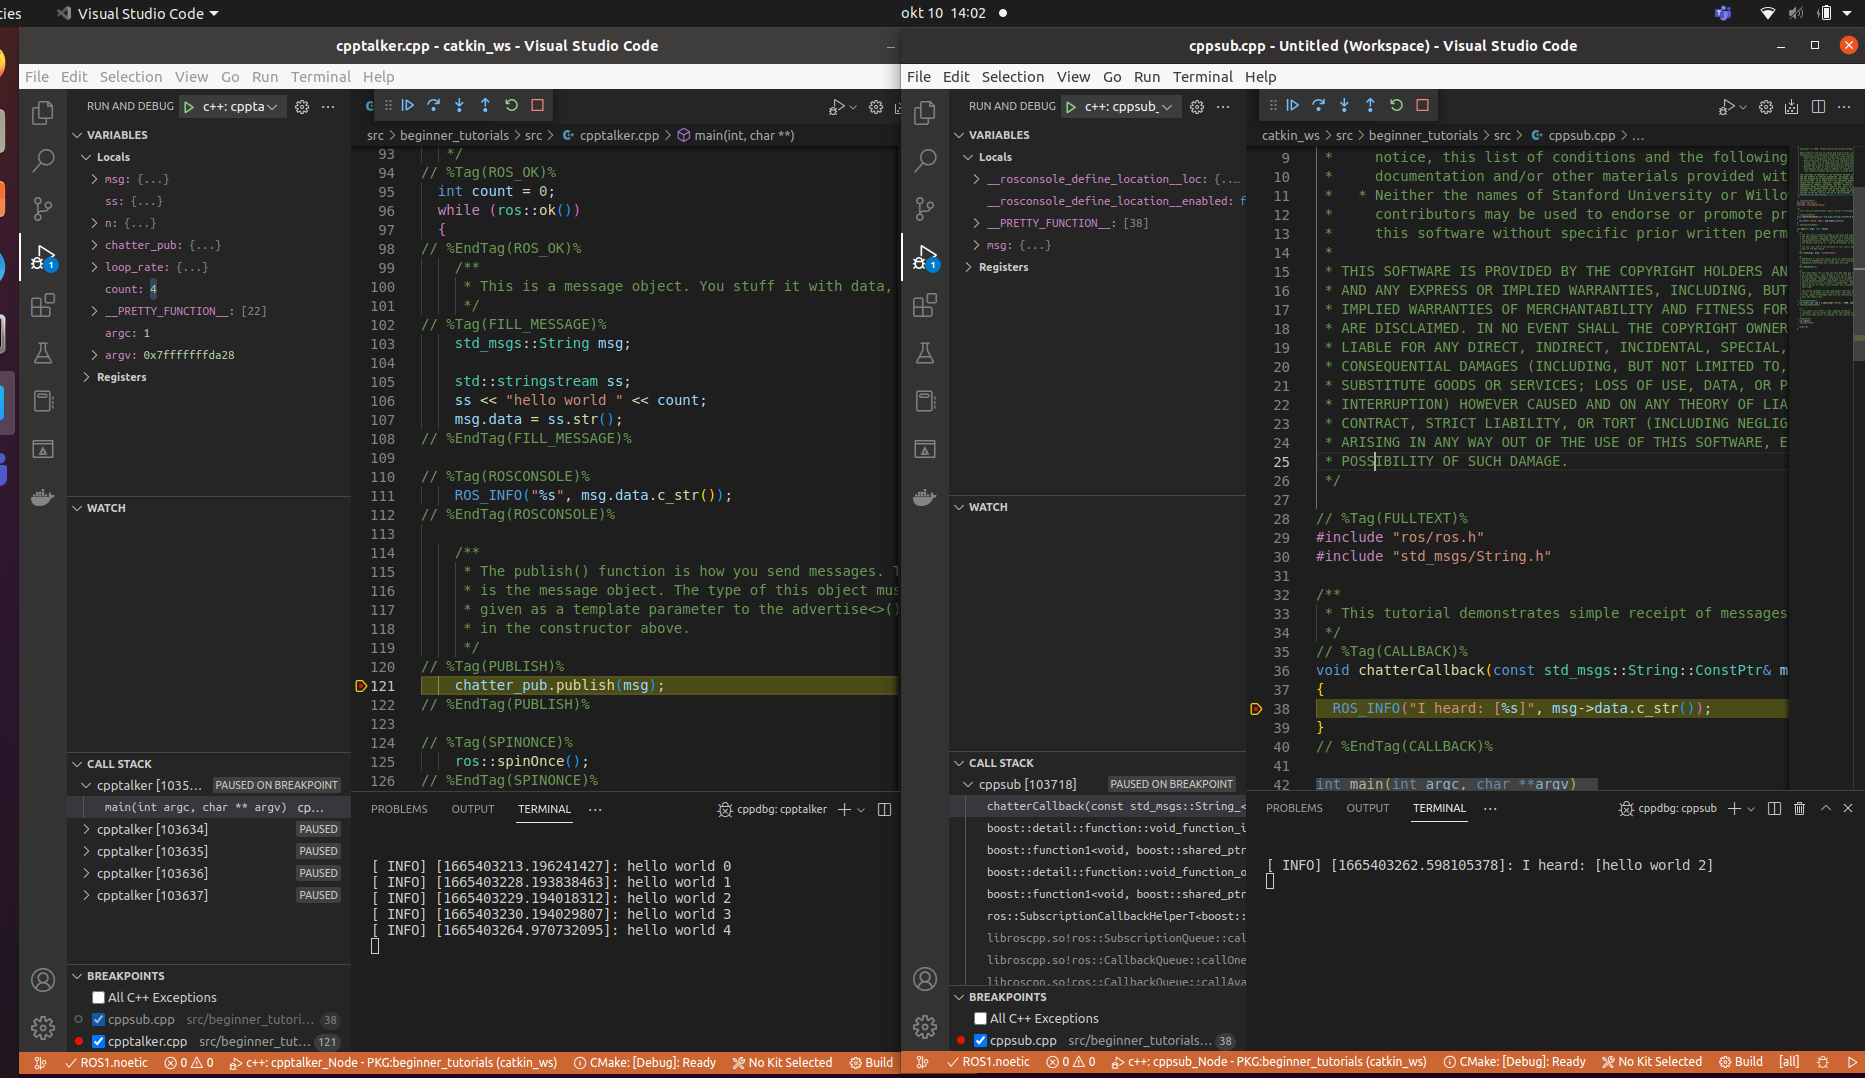 ies Visual Studio Code okt 10 14:02
cpptalker.cpp - catkin_ws - Visual Studio Code
File Edit Selection View Go Run Terminal Help
RUN AND DEBUG c++: cppta
src > beginner_tutorials > src > cpptalker.cpp > main(int, char **)
VARIABLES
Locals
msg: {...}
ss: {...}
n: {...}
chatter_pub: {...}
loop_rate: {...}
count: 4
__PRETTY_FUNCTION__: [22]
argc: 1
argv: 0x7fffffffda28
Registers
WATCH
CALL STACK
cpptalker [1035... PAUSED ON BREAKPOINT
main(int argc, char ** argv) cp...
cpptalker [103634] PAUSED
cpptalker [103635] PAUSED
cpptalker [103636] PAUSED
cpptalker [103637] PAUSED
BREAKPOINTS
All C++ Exceptions
cppsub.cpp src/beginner_tutori... 38
cpptalker.cpp src/beginner_tut... 121
93 */
94 // %Tag(ROS_OK)%
95 int count = 0;
96 while (ros::ok())
97 {
98 // %EndTag(ROS_OK)%
99 /**
100 * This is a message object. You stuff it with data,
101 */
102 // %Tag(FILL_MESSAGE)%
103 std_msgs::String msg;
104
105 std::stringstream ss;
106 ss << "hello world " << count;
107 msg.data = ss.str();
108 // %EndTag(FILL_MESSAGE)%
109
110 // %Tag(ROSCONSOLE)%
111 ROS_INFO("%s", msg.data.c_str());
112 // %EndTag(ROSCONSOLE)%
113
114 /**
115 * The publish() function is how you send messages. T
116 * is the message object. The type of this object mus
117 * given as a template parameter to the advertise<>()
118 * in the constructor above.
119 */
120 // %Tag(PUBLISH)%
121 chatter_pub.publish(msg);
122 // %EndTag(PUBLISH)%
123
124 // %Tag(SPINONCE)%
125 ros::spinOnce();
126 // %EndTag(SPINONCE)%
PROBLEMS OUTPUT TERMINAL ... cppdbg: cpptalker
[ INFO] [1665403213.196241427]: hello world 0
[ INFO] [1665403228.193838463]: hello world 1
[ INFO] [1665403229.194018312]: hello world 2
[ INFO] [1665403230.194029807]: hello world 3
[ INFO] [1665403264.970732095]: hello world 4
ROS1.noetic 0 0 c++: cpptalker_Node - PKG:beginner_tutorials (catkin_ws) CMake: [Debug]: Ready No Kit Selected Build
cppsub.cpp - Untitled (Workspace) - Visual Studio Code
File Edit Selection View Go Run Terminal Help
RUN AND DEBUG c++: cppsub_
catkin_ws > src > beginner_tutorials > src > cppsub.cpp > ...
VARIABLES
Locals
__rosconsole_define_location__loc: {...
__rosconsole_define_location__enabled: f
__PRETTY_FUNCTION__: [38]
msg: {...}
Registers
WATCH
CALL STACK
cppsub [103718] PAUSED ON BREAKPOINT
chatterCallback(const std_msgs::String_<
boost::detail::function::void_function_i
boost::function1<void, boost::shared_ptr
boost::detail::function::void_function_o
boost::function1<void, boost::shared_ptr
ros::SubscriptionCallbackHelperT<boost::
libroscpp.so!ros::SubscriptionQueue::cal
libroscpp.so!ros::CallbackQueue::callOne
libroscpp.so!ros::CallbackQueue::callAva
BREAKPOINTS
All C++ Exceptions
cppsub.cpp src/beginner_tutorials... 38
9 * notice, this list of conditions and the following
10 * documentation and/or other materials provided wit
11 * * Neither the names of Stanford University or Willo
12 * contributors may be used to endorse or promote pr
13 * this software without specific prior written perm
14 *
15 * THIS SOFTWARE IS PROVIDED BY THE COPYRIGHT HOLDERS AN
16 * AND ANY EXPRESS OR IMPLIED WARRANTIES, INCLUDING, BUT
17 * IMPLIED WARRANTIES OF MERCHANTABILITY AND FITNESS FOR
18 * ARE DISCLAIMED. IN NO EVENT SHALL THE COPYRIGHT OWNER
19 * LIABLE FOR ANY DIRECT, INDIRECT, INCIDENTAL, SPECIAL,
20 * CONSEQUENTIAL DAMAGES (INCLUDING, BUT NOT LIMITED TO,
21 * SUBSTITUTE GOODS OR SERVICES; LOSS OF USE, DATA, OR P
22 * INTERRUPTION) HOWEVER CAUSED AND ON ANY THEORY OF LIA
23 * CONTRACT, STRICT LIABILITY, OR TORT (INCLUDING NEGLIG
24 * ARISING IN ANY WAY OUT OF THE USE OF THIS SOFTWARE, E
25 * POSSIBILITY OF SUCH DAMAGE.
26 */
27
28 // %Tag(FULLTEXT)%
29 #include "ros/ros.h"
30 #include "std_msgs/String.h"
31
32 /**
33 * This tutorial demonstrates simple receipt of messages
34 */
35 // %Tag(CALLBACK)%
36 void chatterCallback(const std_msgs::String::ConstPtr& m
37 {
38 ROS_INFO("I heard: [%s]", msg->data.c_str());
39 }
40 // %EndTag(CALLBACK)%
41
42 int main(int argc, char **argv)
PROBLEMS OUTPUT TERMINAL ... cppdbg: cppsub
[ INFO] [1665403262.598105378]: I heard: [hello world 2]
ROS1.noetic 0 0 c++: cppsub_Node - PKG:beginner_tutorials (catkin_ws) CMake: [Debug]: Ready No Kit Selected Build [all]